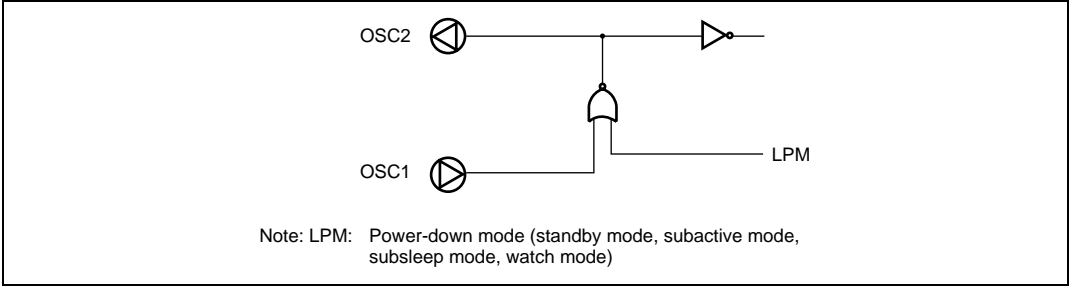 OSC2
LPM
OSC1
Note: LPM: Power-down mode (standby mode, subactive mode,
subsleep mode, watch mode)